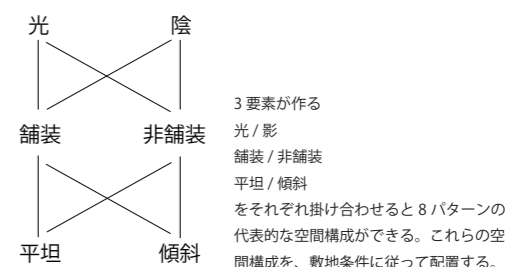 光 陰
舗装 非舗装
平坦 傾斜
3 要素が作る
光 / 影
舗装 / 非舗装
平坦 / 傾斜
をそれぞれ掛け合わせると 8 パターンの
代表的な空間構成ができる。これらの空
間構成を、敷地条件に従って配置する。